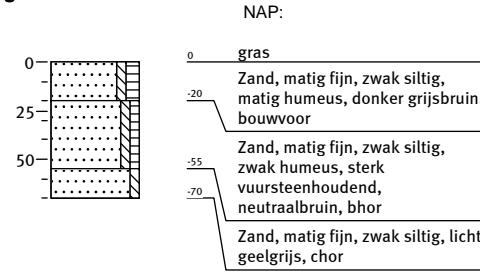 g
NAP:
0
0
gras
Zand, matig fijn, zwak siltig,
-20
matig humeus, donker grijsbruin
bouwvoor
25
Zand, matig fijn, zwak siltig,
50
-55
zwak humeus, sterk
vuursteenhoudend,
-70
neutraalbruin, bhor
Zand, matig fijn, zwak siltig, licht
geelgrijs, chor